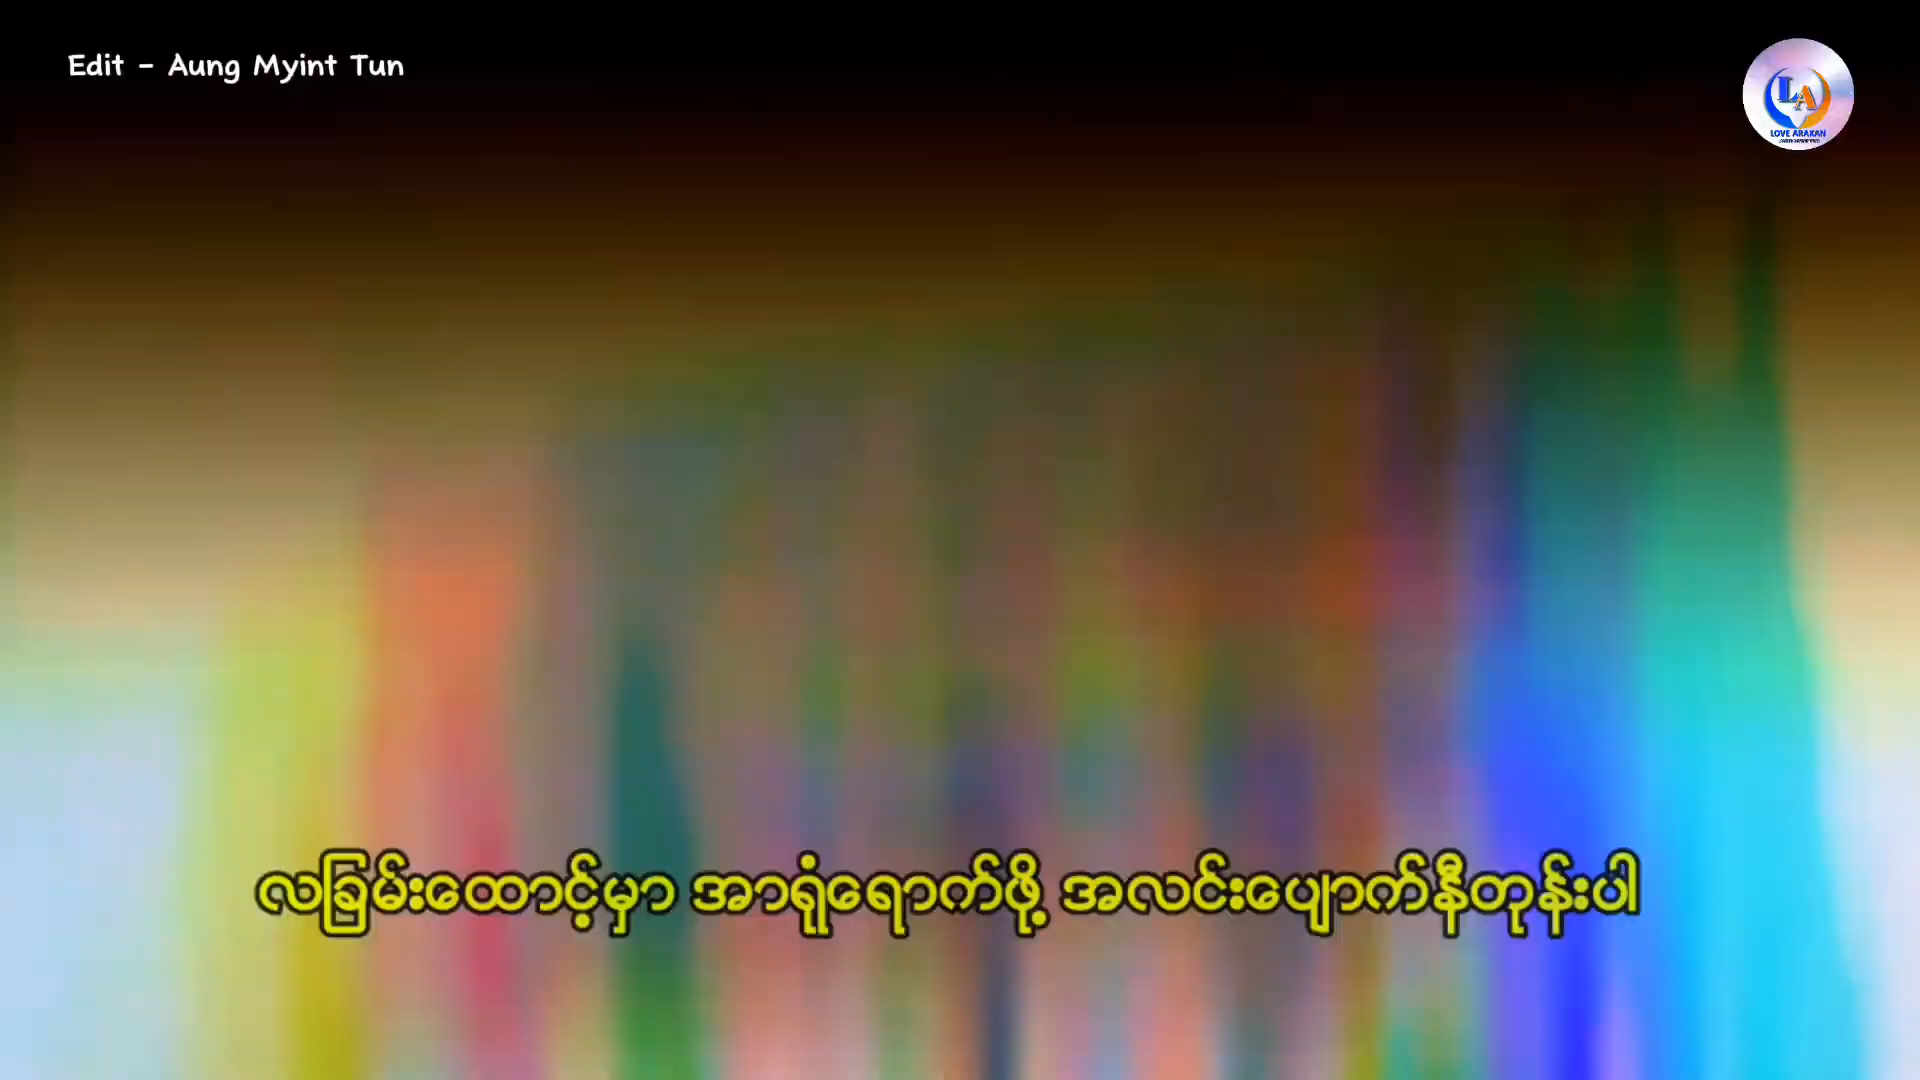 Edit - Aung Myint Tun
LA
LOVE ARAKAN
လခြမ်းထောင့်မှာ အာရုံရောက်ဖို့ အလင်းပျောက်နီတုန်းပါ